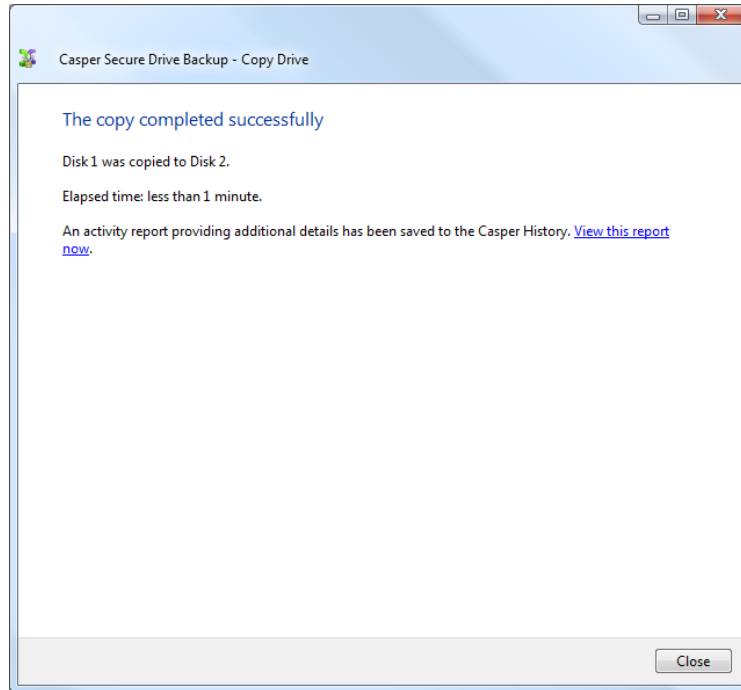 Casper Secure Drive Backup - Copy Drive
The copy completed successfully
Disk 1 was copied to Disk 2.
Elapsed time: less than 1 minute.
An activity report providing additional details has been saved to the Casper History. View this report
now.
Close